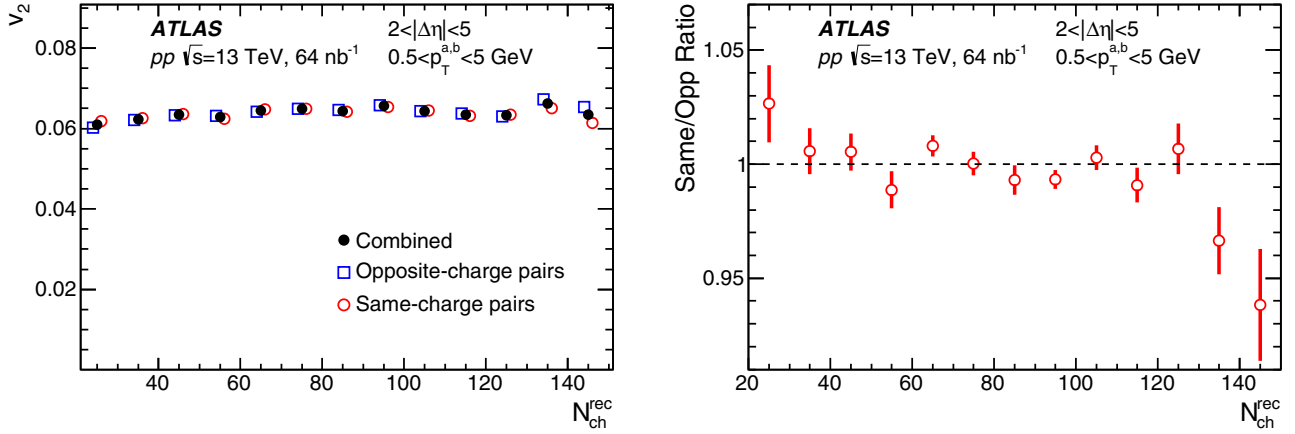 v2
ATLAS
2<|Δη|<5
pp √s=13 TeV, 64 nb-1
0.5<pTa,b<5 GeV
0.08
0.06
0.04
0.02
Combined
Opposite-charge pairs
Same-charge pairs
40 60 80 100 120 140
Nchrec
Same/Opp Ratio
ATLAS
2<|Δη|<5
pp √s=13 TeV, 64 nb-1
0.5<pTa,b<5 GeV
1.05
1
0.95
20 40 60 80 100 120 140
Nchrec